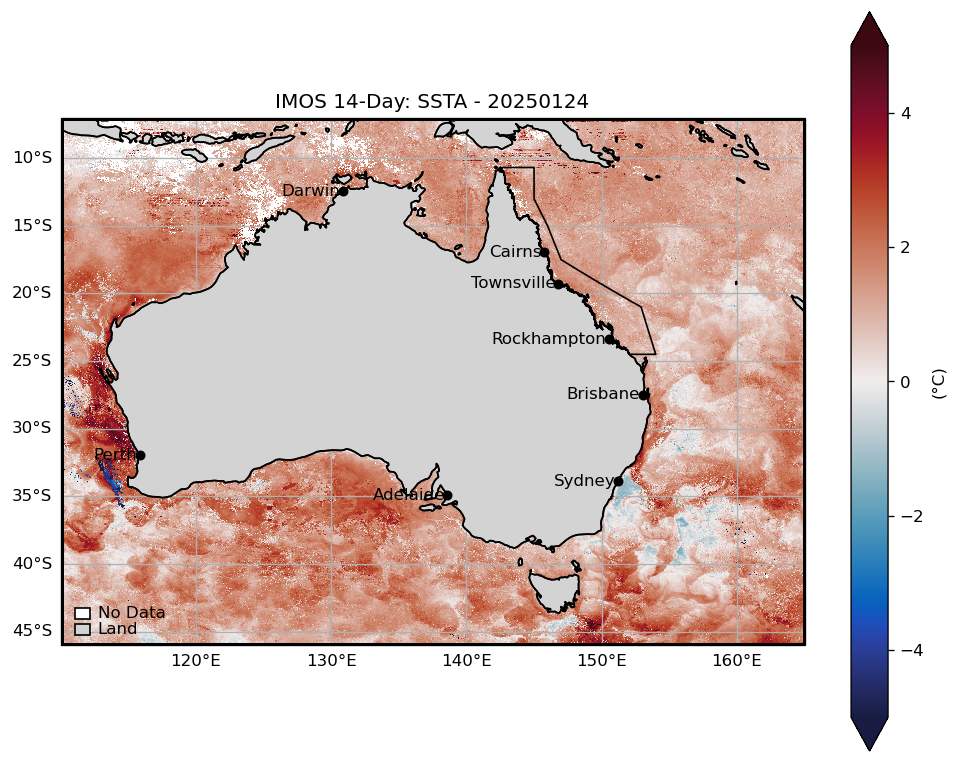 IMOS 14-Day: SSTA - 20250124
10°S
15°S
20°S
25°S
30°S
35°S
40°S
45°S
Darwin
Cairns
Townsville
Rockhampton
Brisbane
Perth
Sydney
Adelaide
No Data
Land
120°E
130°E
140°E
150°E
160°E
4
2
0
−2
−4
(°C)